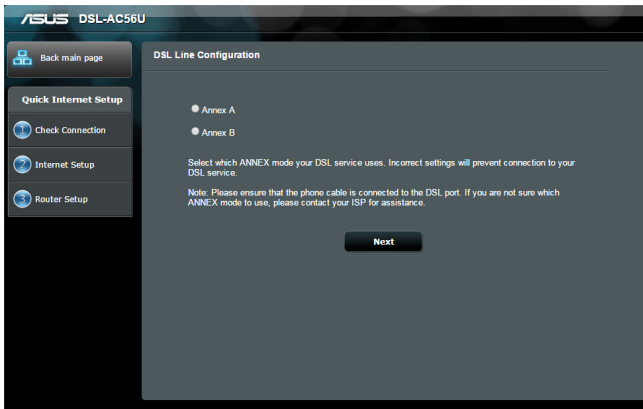 ASUS DSL-AC56U
Back main page
Quick Internet Setup
1 Check Connection
2 Internet Setup
3 Router Setup
DSL Line Configuration
Annex A
Annex B
Select which ANNEX mode your DSL service uses. Incorrect settings will prevent connection to your
DSL service.
Note: Please ensure that the phone cable is connected to the DSL port. If you are not sure which
ANNEX mode to use, please contact your ISP for assistance.
Next